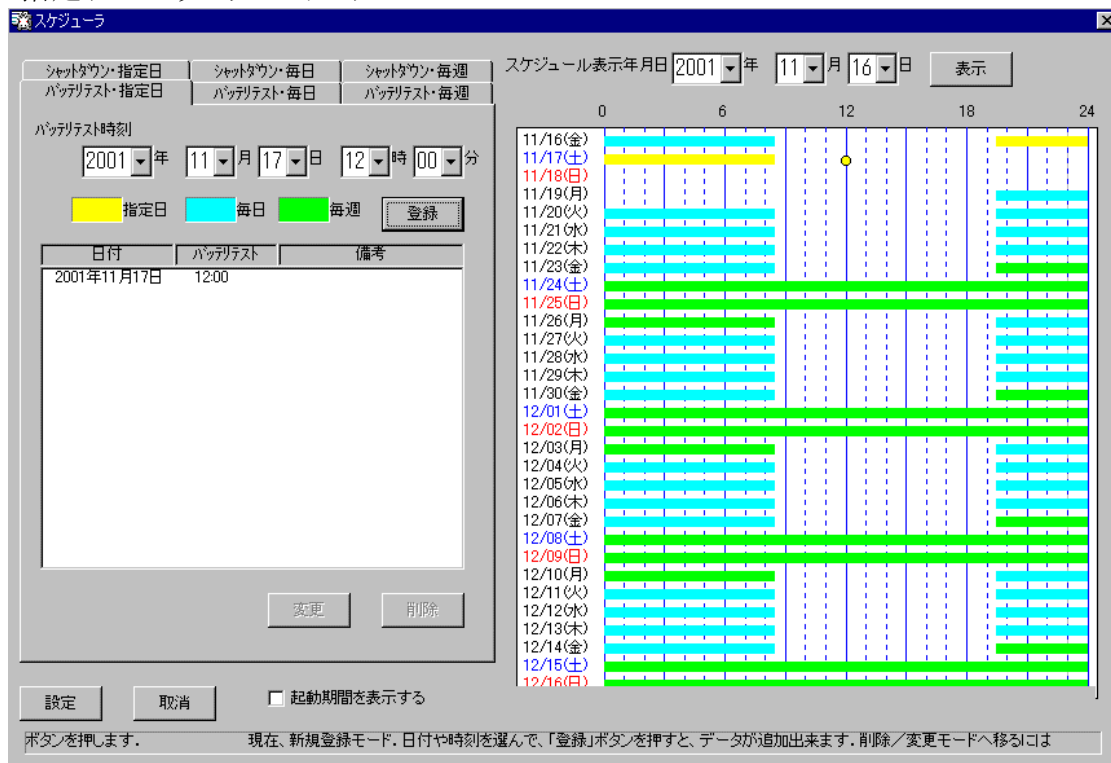 スケジューラ
シャットダウン・指定日
シャットダウン・毎日
シャットダウン・毎週
バッテリテスト・指定日
バッテリテスト・毎日
バッテリテスト・毎週
バッテリテスト時刻
2001 年 11 月 17 日 12 時 00 分
指定日 毎日 毎週 登録
日付 バッテリテスト 備考
2001年11月17日 12:00
変更 削除
設定 取消 起動期間を表示する
スケジュール表示年月日 2001 年 11 月 16 日 表示
0 6 12 18 24
11/16(金)
11/17(土)
11/18(日)
11/19(月)
11/20(火)
11/21(水)
11/22(木)
11/23(金)
11/24(土)
11/25(日)
11/26(月)
11/27(火)
11/28(水)
11/29(木)
11/30(金)
12/01(土)
12/02(日)
12/03(月)
12/04(火)
12/05(水)
12/06(木)
12/07(金)
12/08(土)
12/09(日)
12/10(月)
12/11(火)
12/12(水)
12/13(木)
12/14(金)
12/15(土)
12/16(日)
ボタンを押します. 現在、新規登録モード. 日付や時刻を選んで、「登録」ボタンを押すと、データが追加出来ます. 削除／変更モードへ移るには